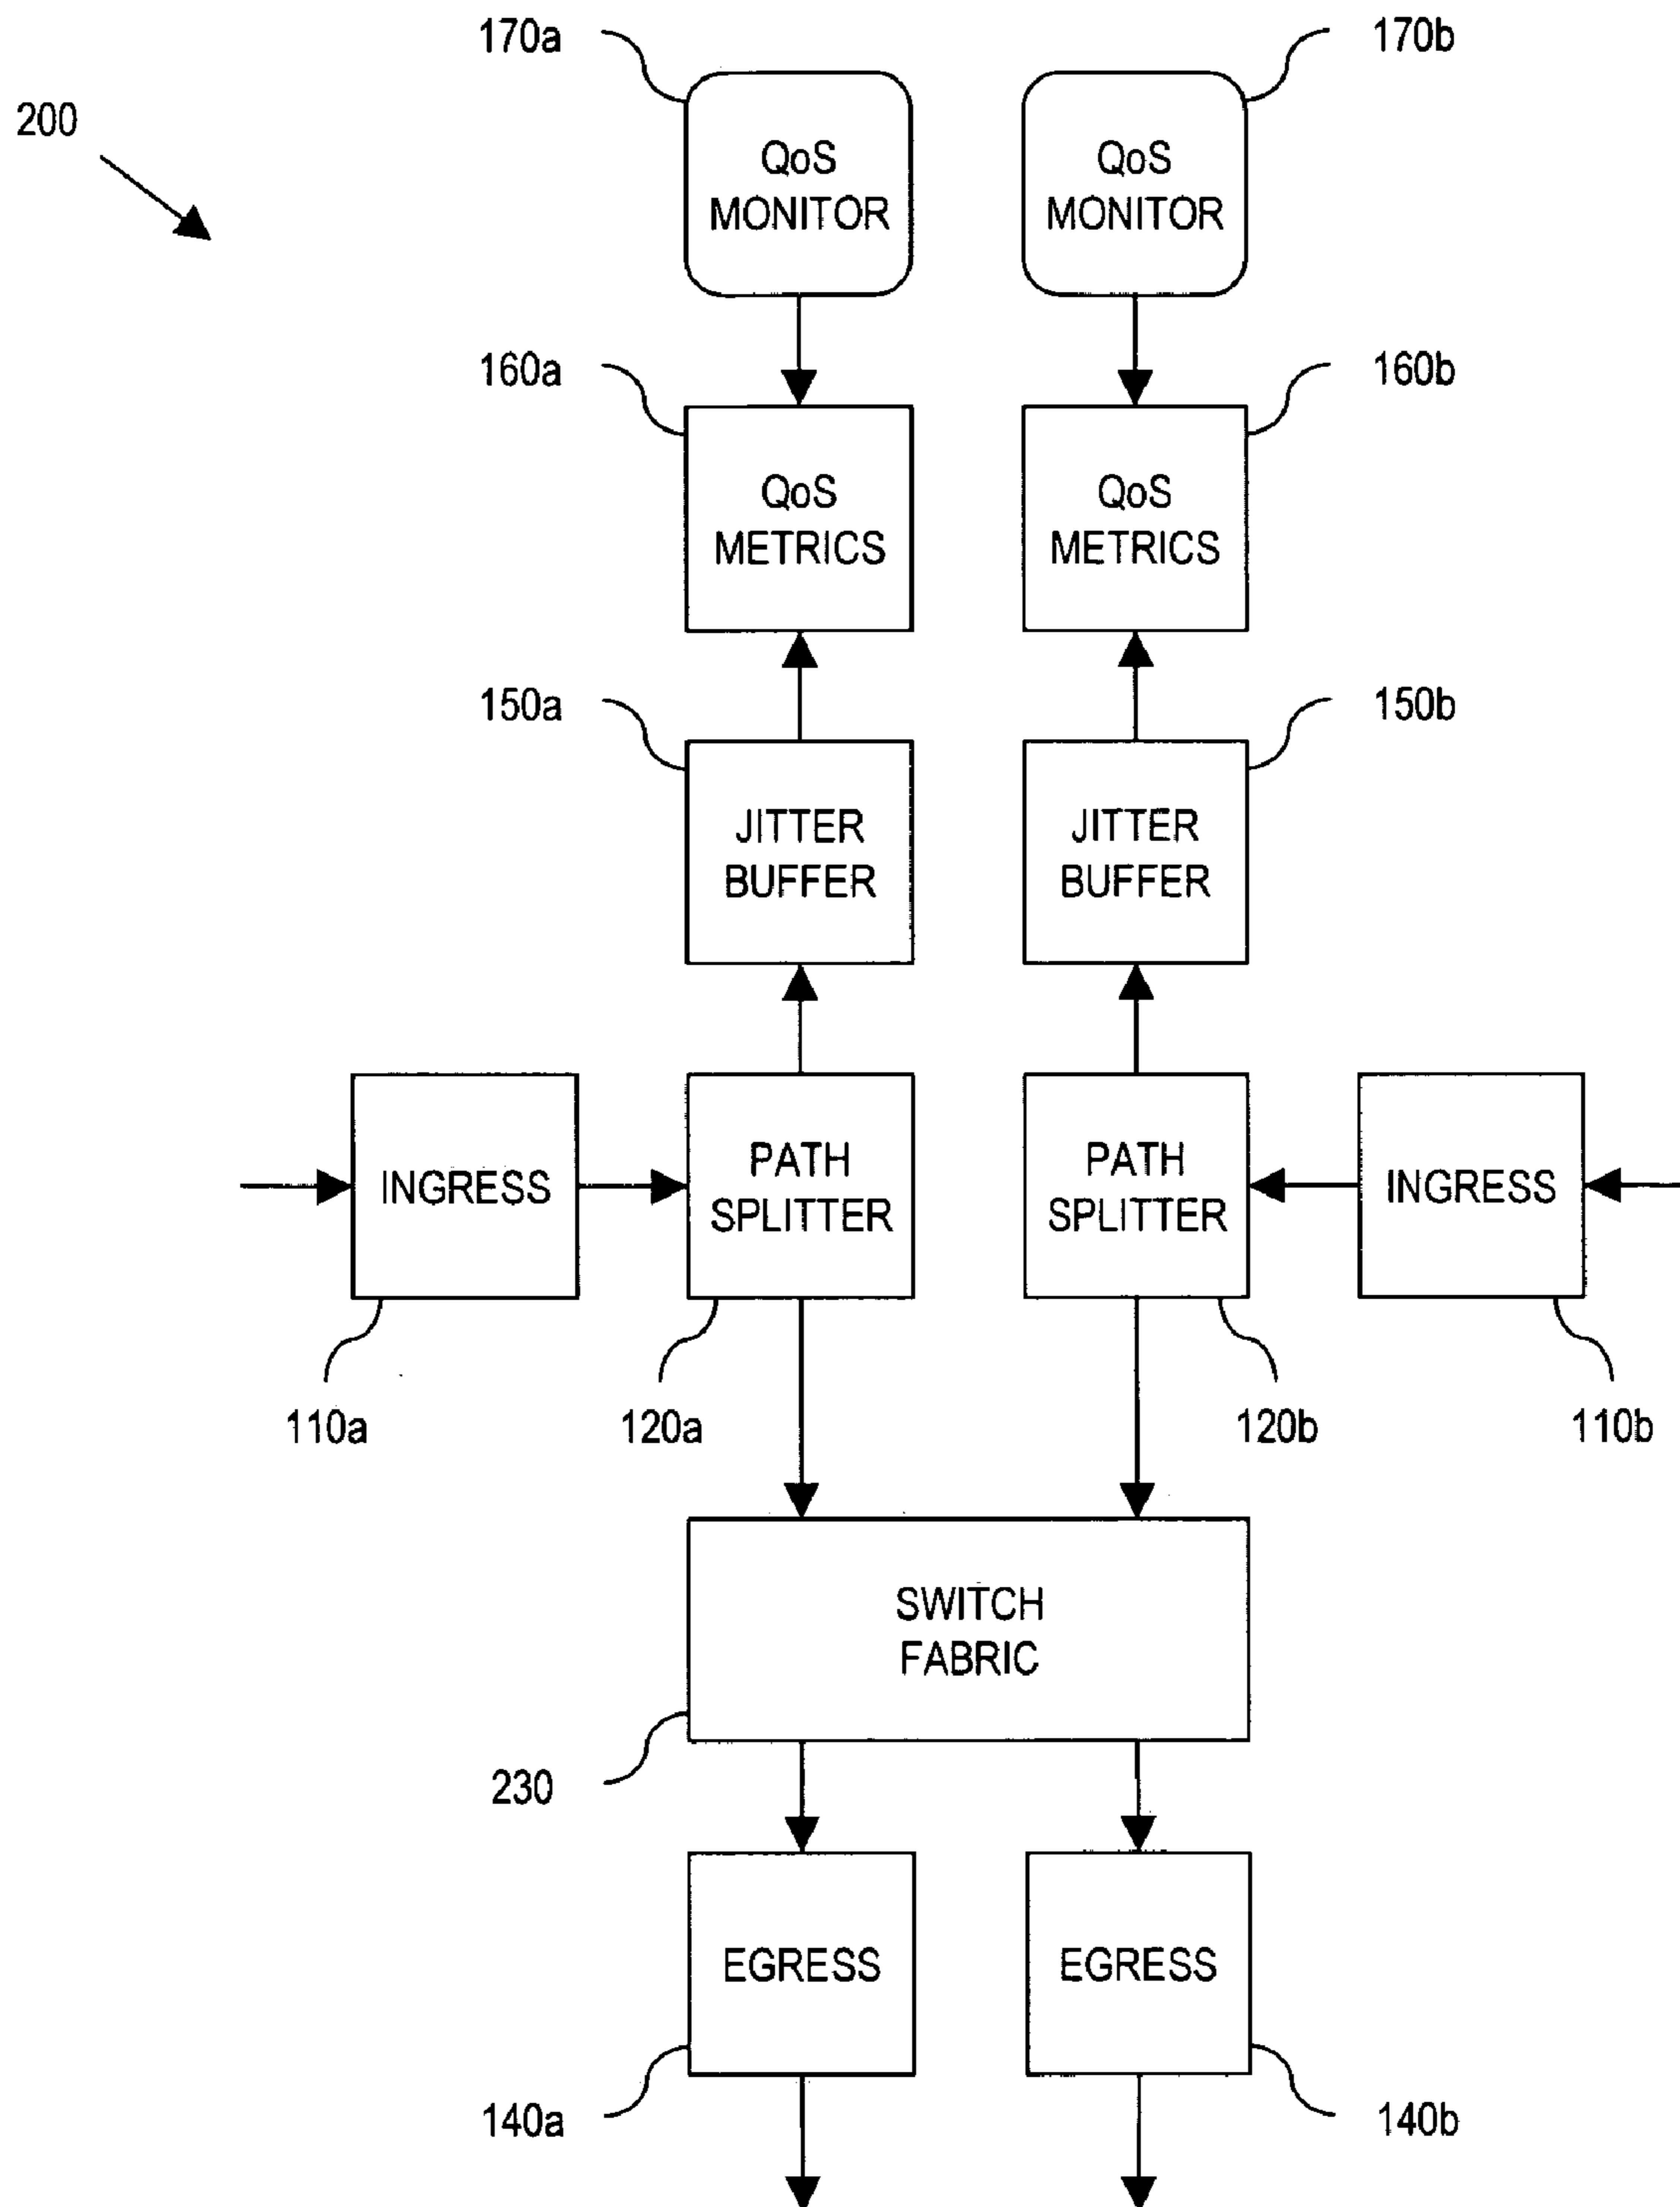 170a
170b
200
QoS
MONITOR
QoS
MONITOR
160a
160b
QoS
METRICS
QoS
METRICS
150a
150b
JITTER
BUFFER
JITTER
BUFFER
INGRESS
PATH
SPLITTER
PATH
SPLITTER
INGRESS
110a
120a
120b
110b
SWITCH
FABRIC
230
EGRESS
EGRESS
140a
140b